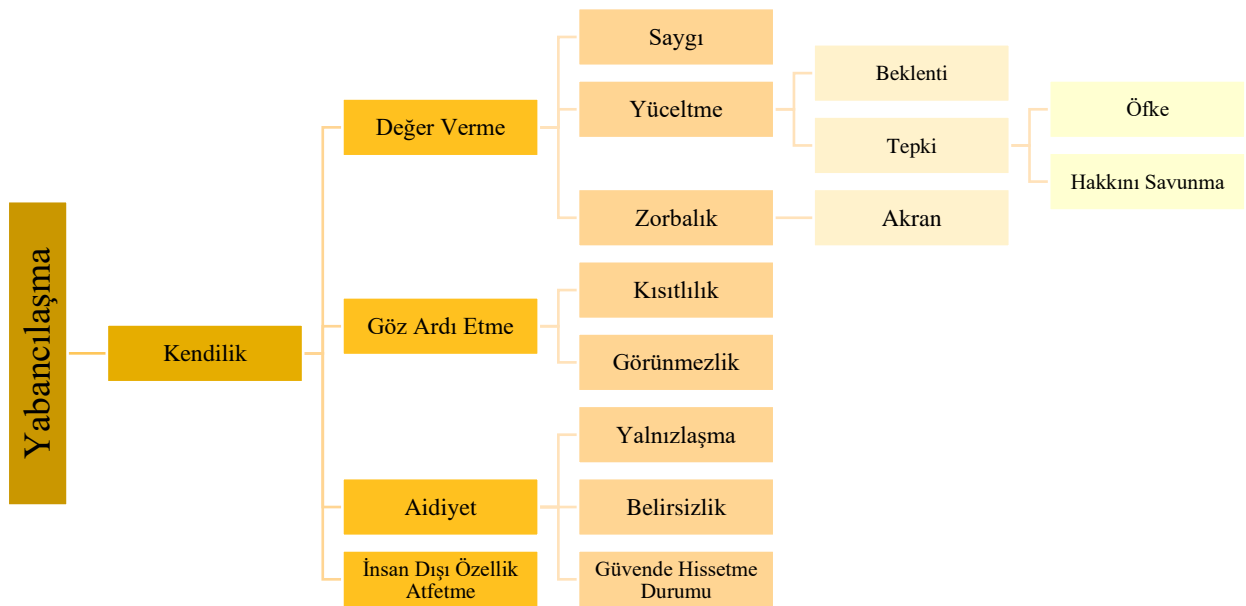 Yabancılaşma
Kendilik
Değer Verme
Saygı
Yüceltme
Beklenti
Tepki
Öfke
Hakkını Savunma
Zorbalık
Akran
Göz Ardı Etme
Kısıtlılık
Görünmezlik
Aidiyet
Yalnızlaşma
Belirsizlik
Güvende Hissetme
Durumu
İnsan Dışı Özellik
Atfetme